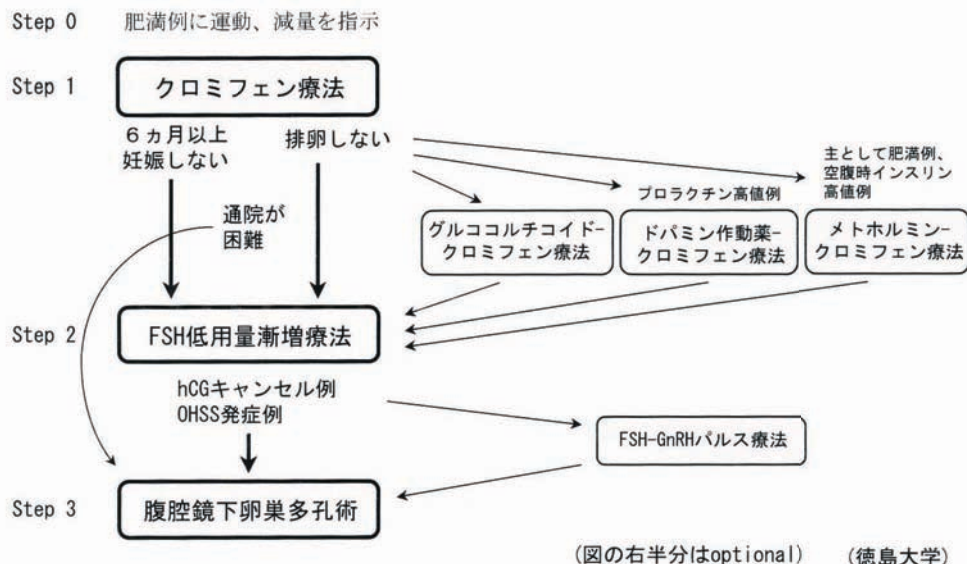 Step 0 肥満例に運動、減量を指示
Step 1
クロミフェン療法
6ヵ月以上
妊娠しない
排卵しない
通院が
困難
主として肥満例、
空腹時インスリン
高値例
プロラクチン高値例
グルココルチコイド-
クロミフェン療法
ドパミン作動薬-
クロミフェン療法
メトホルミン-
クロミフェン療法
Step 2
FSH低用量漸増療法
hCGキャンセル例
OHSS発症例
FSH-GnRHパルス療法
Step 3
腹腔鏡下卵巣多孔術
(図の右半分はoptional) (徳島大学)